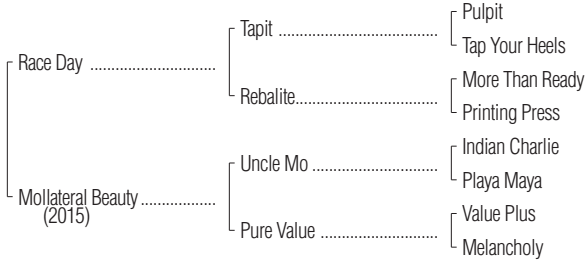 Pulpit
Tapit ................................................
Tap Your Heels
Race Day ................................
More Than Ready
Rebalite...........................................
Printing Press
Indian Charlie
Uncle Mo .......................................
Playa Maya
Mollateral Beauty ...................
(2015)
Value Plus
Pure Value .....................................
Melancholy